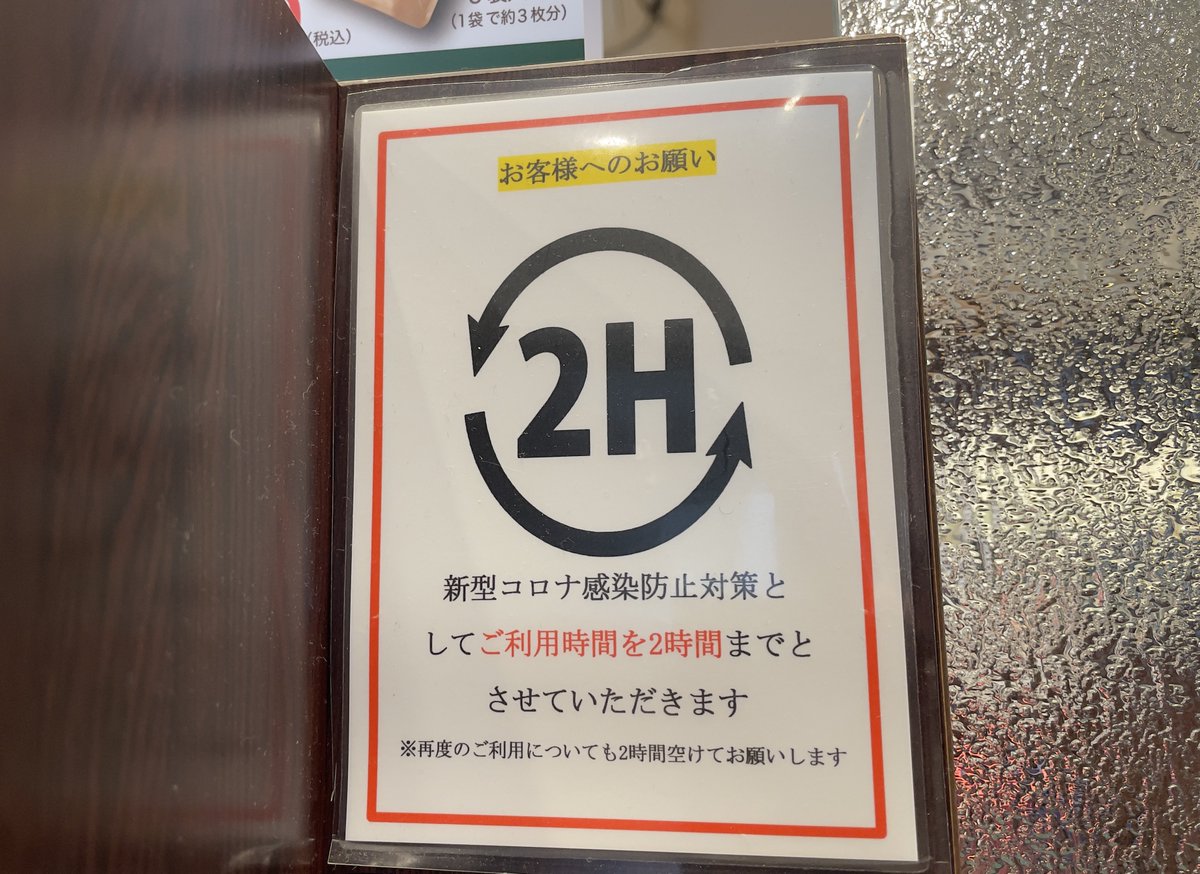 (1袋で約3枚分)
(税込)
お客様へのお願い
2H
新型コロナ感染防止対策と
してご利用時間を2時間までと
させていただきます
※再度のご利用についても2時間空けてお願いします